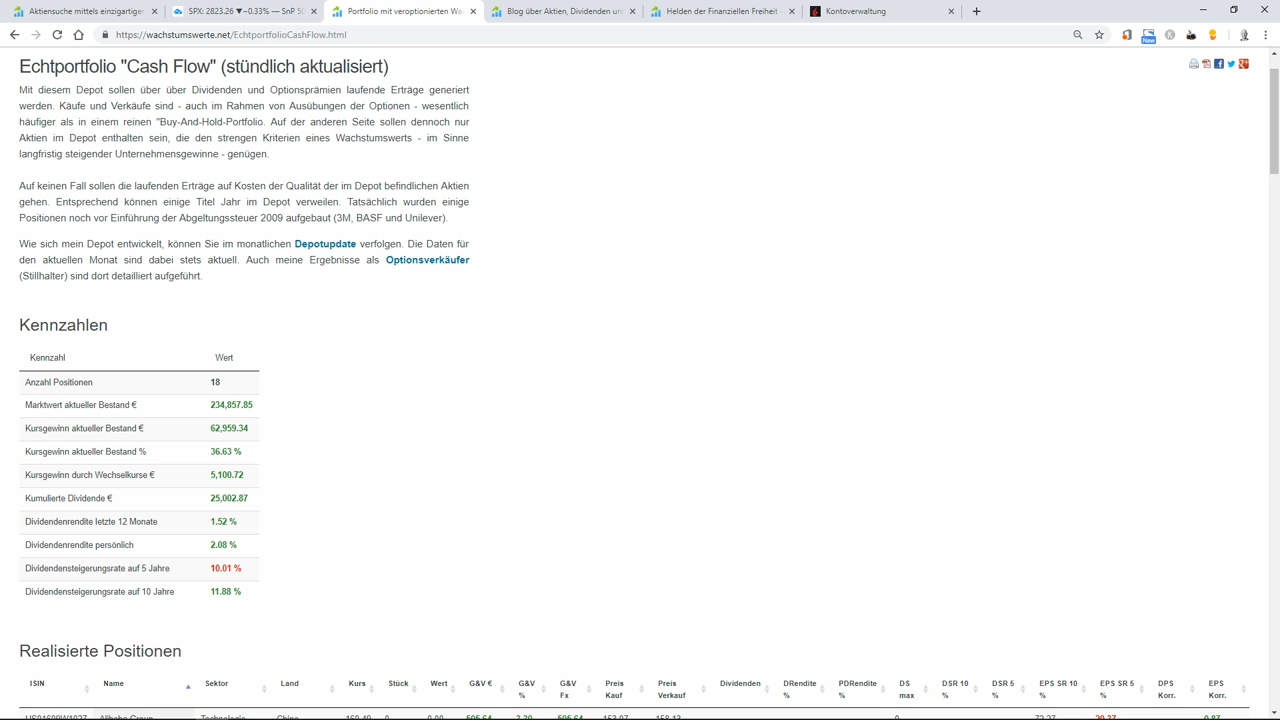 Aktiensuche mittels einzigartiger
SPX: 2823.26 ▼−0.33% — SnP 50
Portfolio mit veroptionierten Wa
Blog über Aktien, Dividenden un
Helden der Finanziellen Freiheit
Kontoverwaltung
https://wachstumswerte.net/EchtportfolioCashFlow.html
New
Echtportfolio "Cash Flow" (stündlich aktualisiert)
Mit diesem Depot sollen über über Dividenden und Optionsprämien laufende Erträge generiert
werden. Käufe und Verkäufe sind - auch im Rahmen von Ausübungen der Optionen - wesentlich
häufiger als in einem reinen "Buy-And-Hold-Portfolio. Auf der anderen Seite sollen dennoch nur
Aktien im Depot enthalten sein, die den strengen Kriterien eines Wachstumswerts - im Sinne
langfristig steigender Unternehmensgewinne - genügen.
Auf keinen Fall sollen die laufenden Erträge auf Kosten der Qualität der im Depot befindlichen Aktien
gehen. Entsprechend können einige Titel Jahr im Depot verweilen. Tatsächlich wurden einige
Positionen noch vor Einführung der Abgeltungssteuer 2009 aufgebaut (3M, BASF und Unilever).
Wie sich mein Depot entwickelt, können Sie im monatlichen Depotupdate verfolgen. Die Daten für
den aktuellen Monat sind dabei stets aktuell. Auch meine Ergebnisse als Optionsverkäufer
(Stillhalter) sind dort detailliert aufgeführt.
Kennzahlen
Kennzahl Wert
Anzahl Positionen 18
Marktwert aktueller Bestand € 234,857.85
Kursgewinn aktueller Bestand € 62,959.34
Kursgewinn aktueller Bestand % 36.63 %
Kursgewinn durch Wechselkurse € 5,100.72
Kumulierte Dividende € 25,002.87
Dividendenrendite letzte 12 Monate 1.52 %
Dividendenrendite persönlich 2.08 %
Dividendensteigerungsrate auf 5 Jahre 10.01 %
Dividendensteigerungsrate auf 10 Jahre 11.88 %
Realisierte Positionen
ISIN Name Sektor Land Kurs Stück Wert G&V € G&V % G&V Fx Preis Kauf Preis Verkauf Dividenden DRendite % PDRendite % DS max DSR 10 % DSR 5 % EPS SR 10 % EPS SR 5 % DPS Korr. EPS Korr.